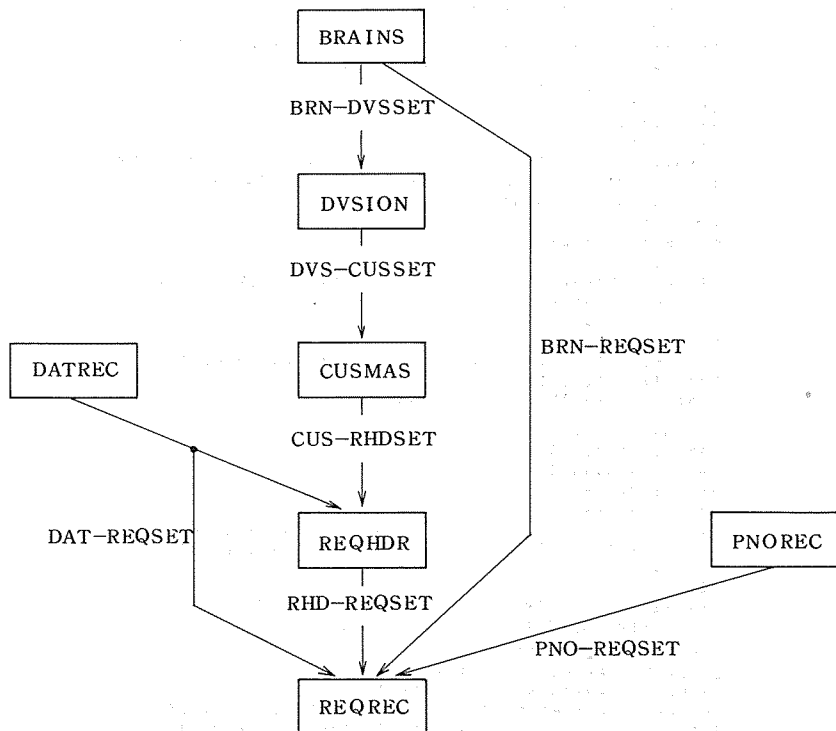 BRAINS
BRN-DVSSET
DVSION
DVS-CUSSET
BRN-REQSET
DATREC
CUSMAS
CUS-RHDSET
DAT-REQSET
REQHDR
PNOREC
RHD-REQSET
PNO-REQSET
REQREC